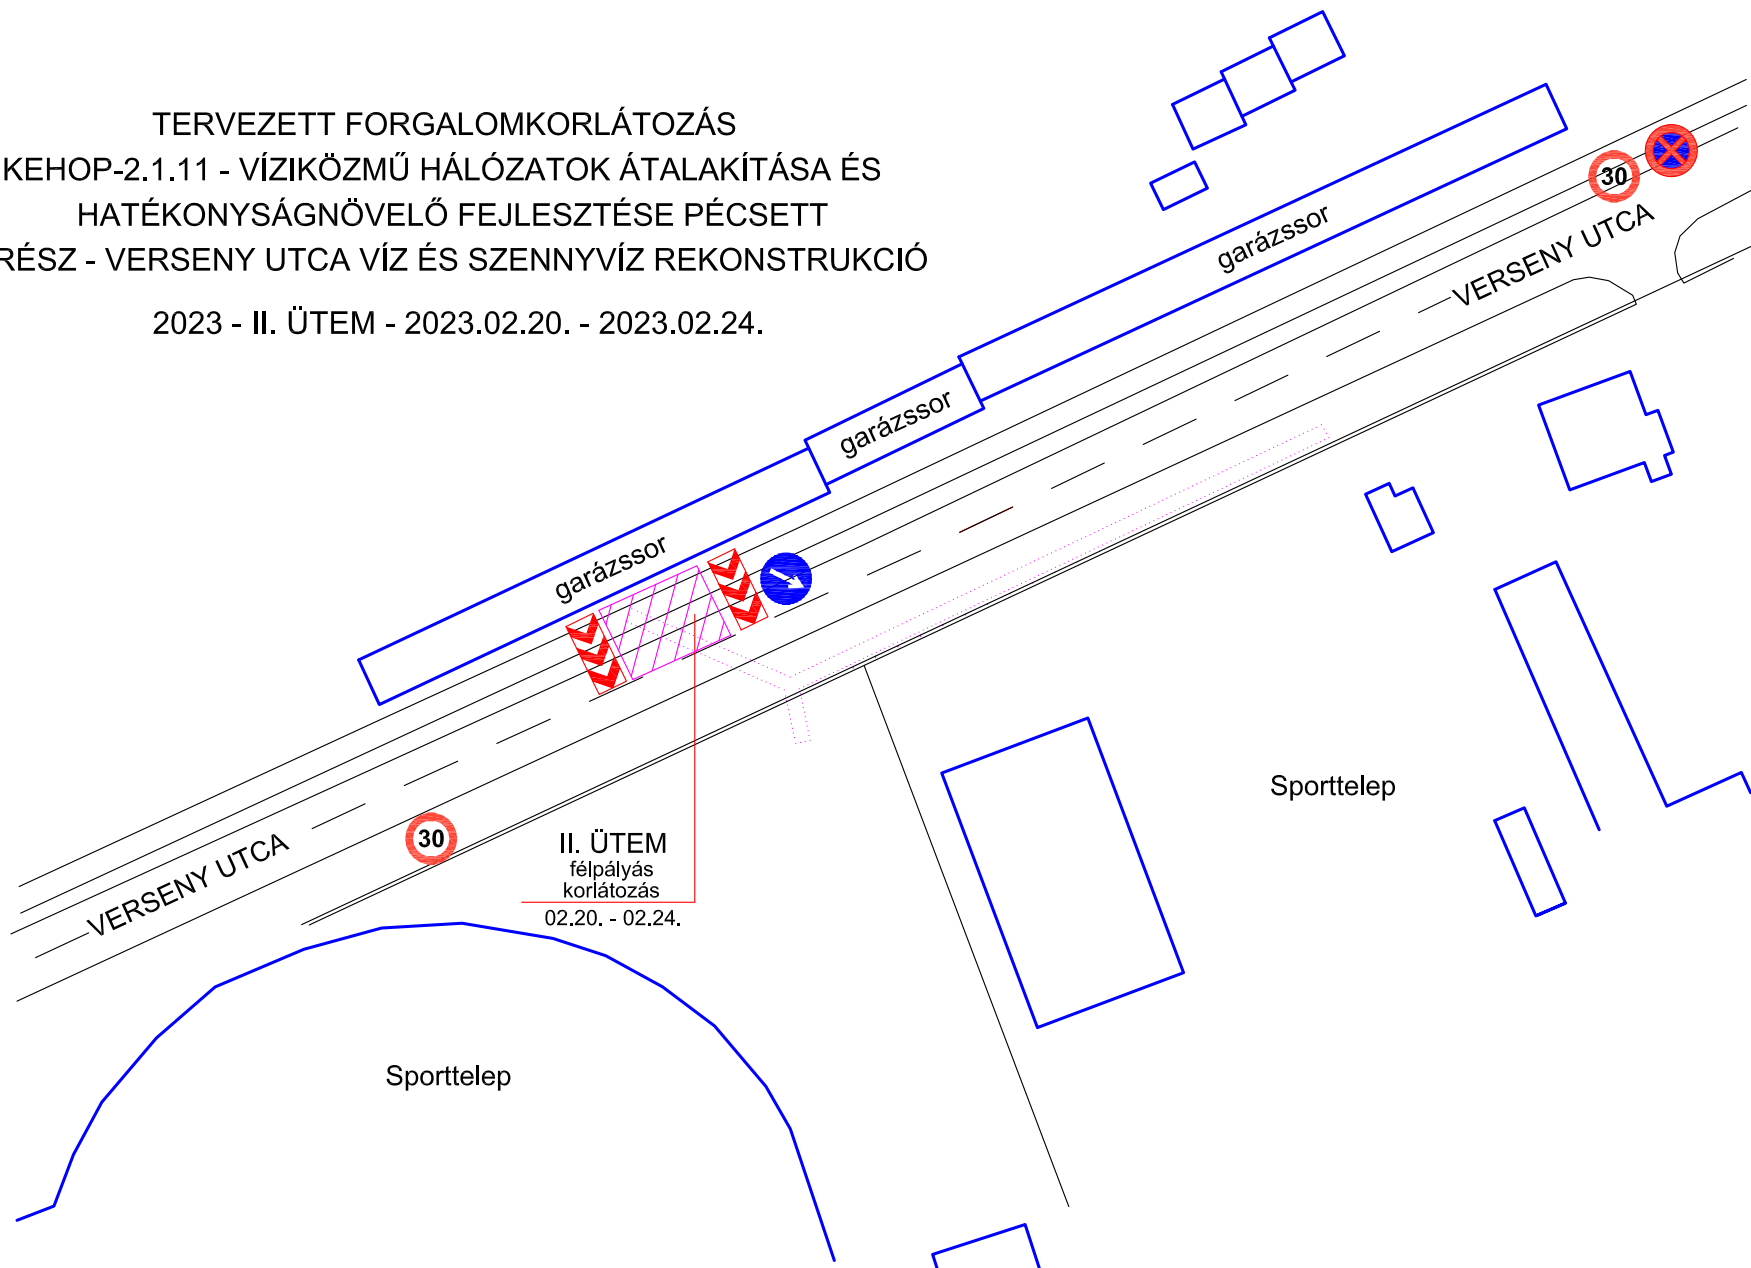 TERVEZETT FORGALOMKORLÁTOZÁS
KEHOP-2.1.11 - VÍZIKÖZMŰ HÁLÓZATOK ÁTALAKÍTÁSA ÉS
HATÉKONYSÁGNÖVELŐ FEJLESZTÉSE PÉCSETT
RÉSZ - VERSENY UTCA VÍZ ÉS SZENNYVÍZ REKONSTRUKCIÓ
2023 - II. ÜTEM - 2023.02.20. - 2023.02.24.
30
garázssor
VERSENY UTCA
garázssor
garázssor
Sporttelep
30
VERSENY UTCA
II. ÜTEM
félpályás
korlátozás
02.20. - 02.24.
Sporttelep